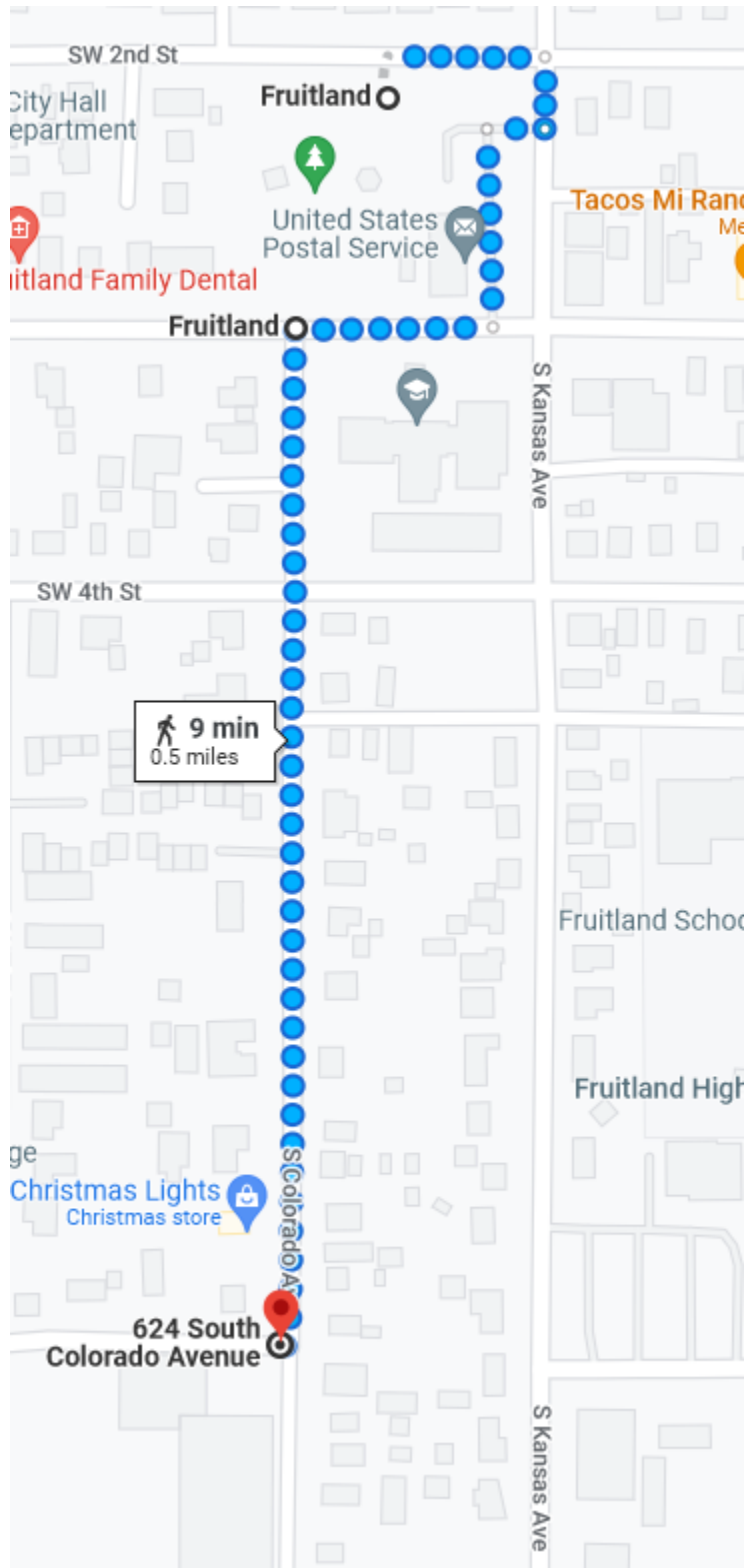 SW 2nd St
City Hall
epartment
Fruitland
United States
Postal Service
Tacos Mi Ranc
Me
itland Family Dental
Fruitland
S Kansas Ave
SW 4th St
9 min
0.5 miles
Fruitland Schoo
Fruitland High
ge
Christmas Lights
Christmas store
S Colorado A
624 South
Colorado Avenue
S Kansas Ave